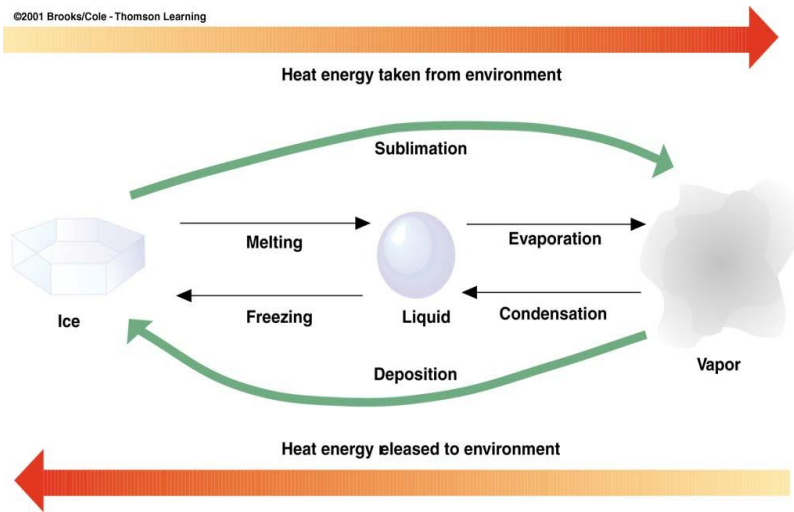 ©2001 Brooks/Cole - Thomson Learning
Heat energy taken from environment
Sublimation
Melting
Evaporation
Freezing
Condensation
Ice
Liquid
Vapor
Deposition
Heat energy released to environment